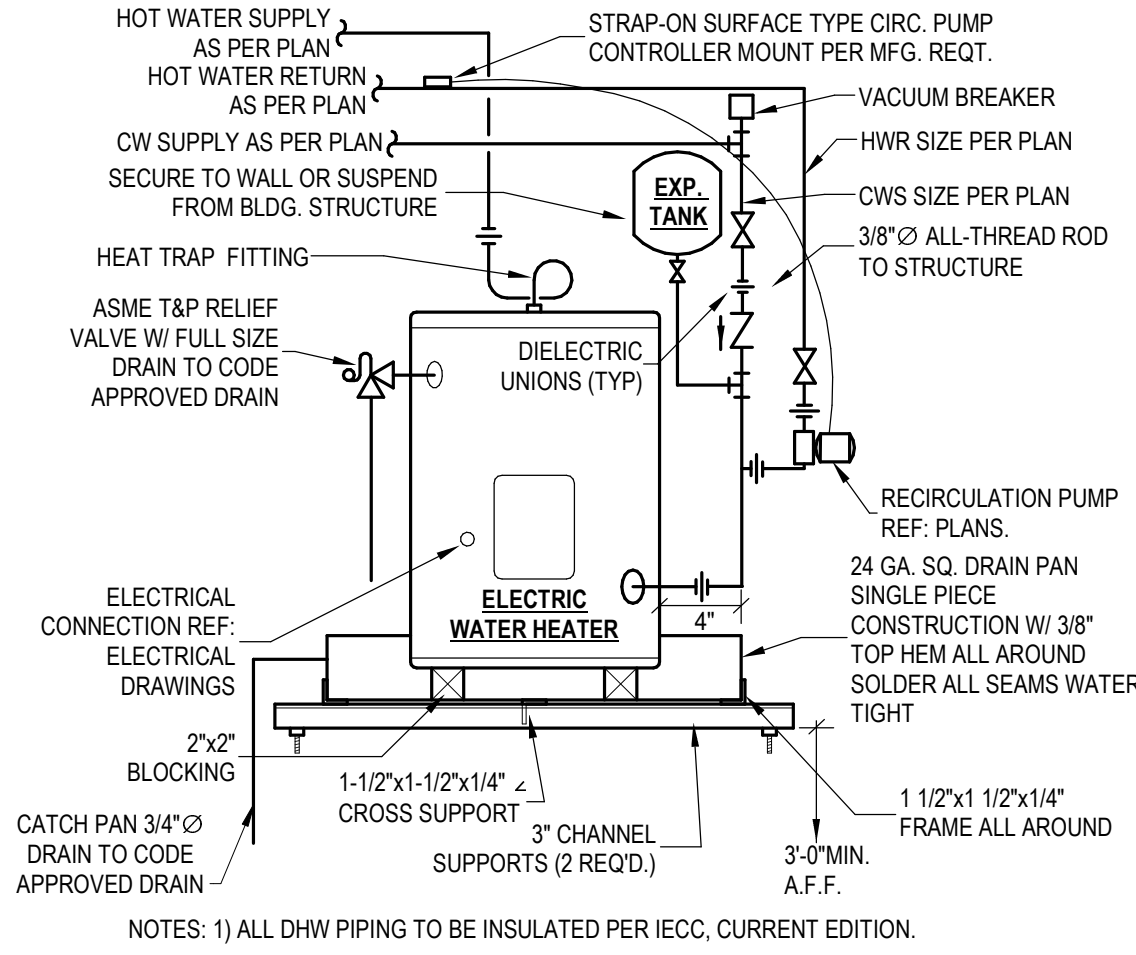 HOT WATER SUPPLY
AS PER PLAN
HOT WATER RETURN
AS PER PLAN
CW SUPPLY AS PER PLAN
SECURE TO WALL OR SUSPEND
FROM BLDG. STRUCTURE
HEAT TRAP FITTING
ASME T&P RELIEF
VALVE W/ FULL SIZE
DRAIN TO CODE
APPROVED DRAIN
STRAP-ON SURFACE TYPE CIRC. PUMP
CONTROLLER MOUNT PER MFG. REQT.
VACUUM BREAKER
HWR SIZE PER PLAN
EXP.
TANK
CWS SIZE PER PLAN
3/8"Ø ALL-THREAD ROD
TO STRUCTURE
DIELECTRIC
UNIONS (TYP)
RECIRCULATION PUMP
REF: PLANS.
ELECTRICAL
CONNECTION REF:
ELECTRICAL
DRAWINGS
ELECTRIC
WATER HEATER
4"
24 GA. SQ. DRAIN PAN
SINGLE PIECE
CONSTRUCTION W/ 3/8"
TOP HEM ALL AROUND
SOLDER ALL SEAMS WATER
TIGHT
2"x2"
BLOCKING
1-1/2"x1-1/2"x1/4" ∠
CROSS SUPPORT
3" CHANNEL
SUPPORTS (2 REQ'D.)
1 1/2"x1 1/2"x1/4"
FRAME ALL AROUND
3'-0"MIN.
A.F.F.
CATCH PAN 3/4"Ø
DRAIN TO CODE
APPROVED DRAIN
NOTES: 1) ALL DHW PIPING TO BE INSULATED PER IECC, CURRENT EDITION.